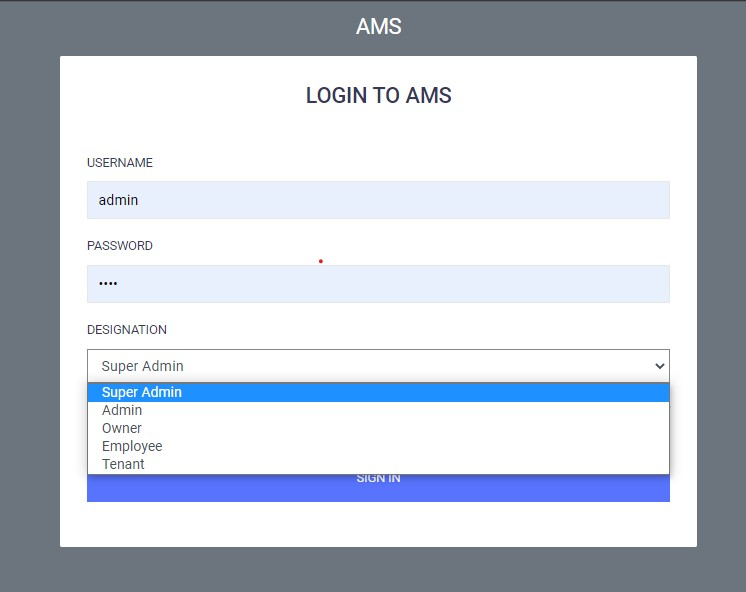 AMS
LOGIN TO AMS
USERNAME
admin
PASSWORD
••••
DESIGNATION
Super Admin
Super Admin
Admin
Owner
Employee
Tenant
SIGN IN